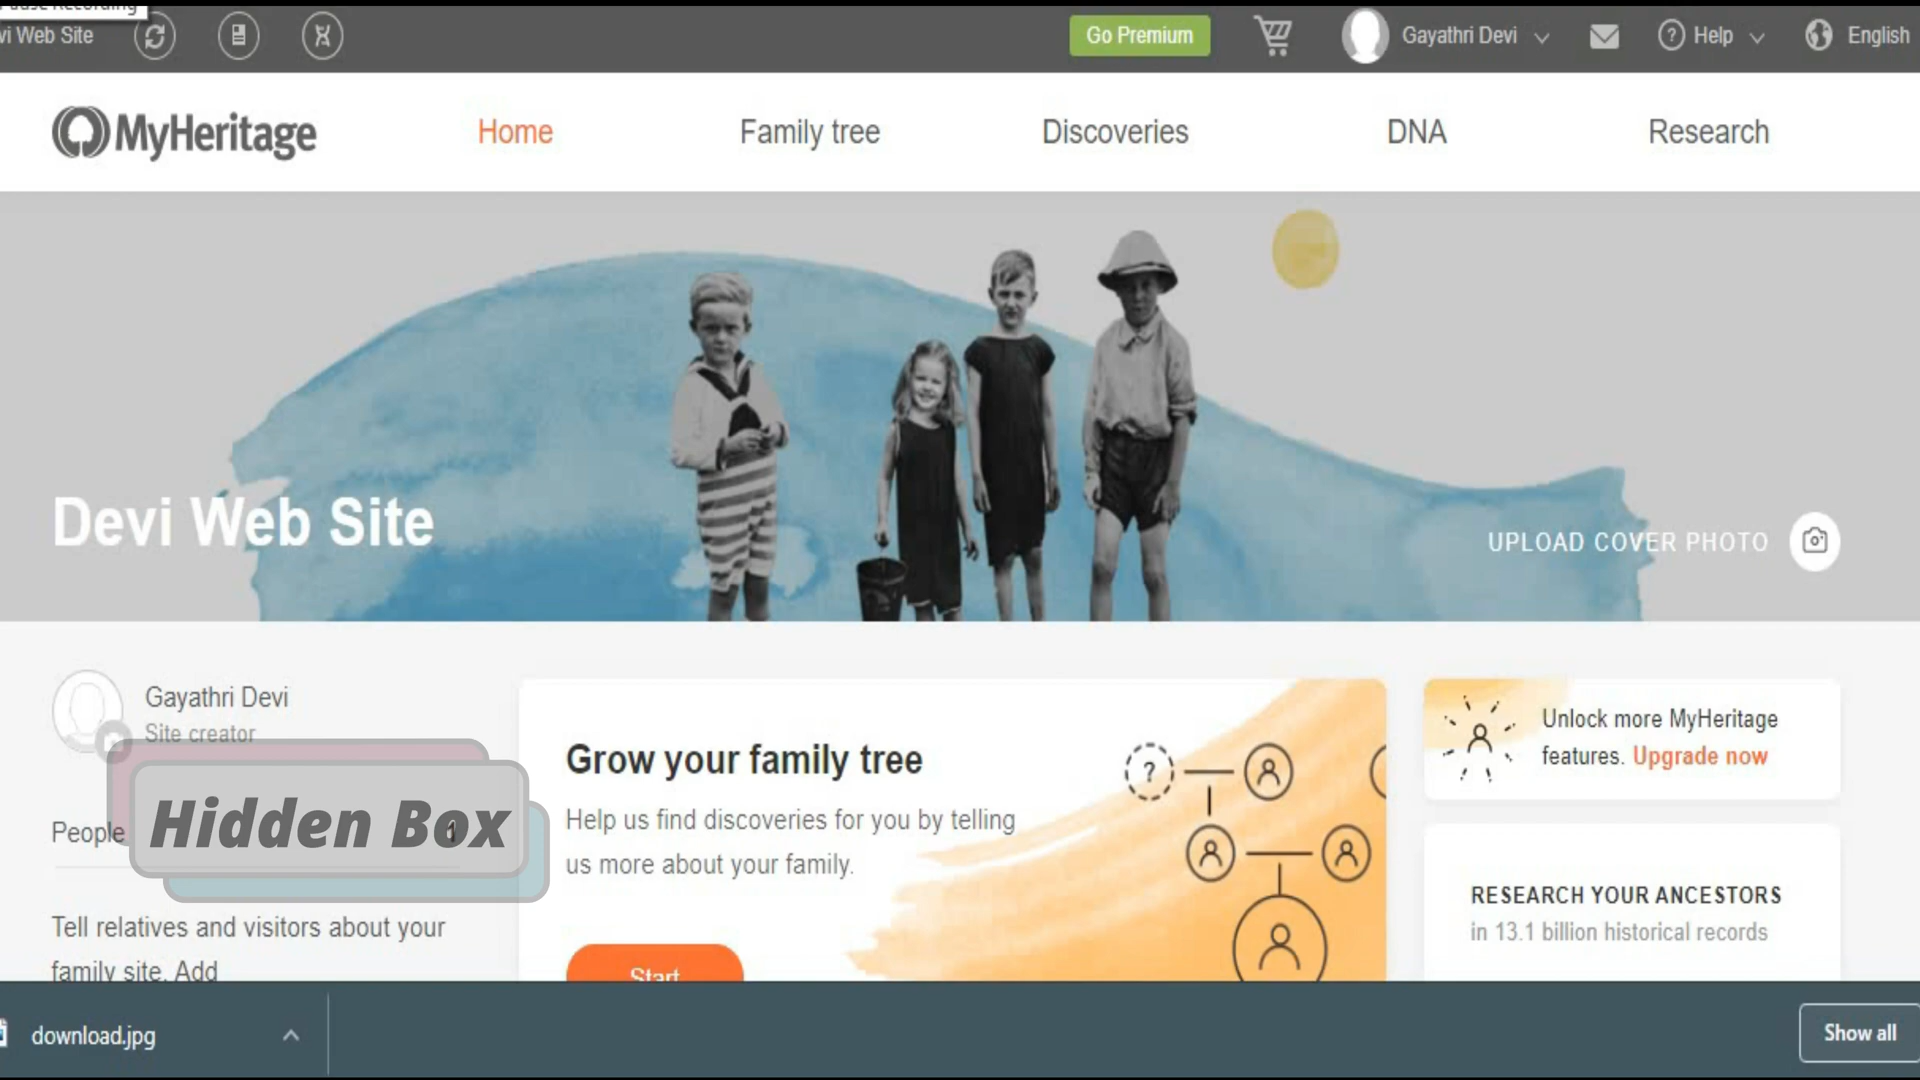 vi Web Site
Go Premium
Gayathri Devi
Help
English
MyHeritage
Home
Family tree
Discoveries
DNA
Research
Devi Web Site
UPLOAD COVER PHOTO
Gayathri Devi
Site creator
People
Hidden Box
Tell relatives and visitors about your
family site. Add
Grow your family tree
Help us find discoveries for you by telling
us more about your family.
Start
?
Unlock more MyHeritage
features. Upgrade now
RESEARCH YOUR ANCESTORS
in 13.1 billion historical records
download.jpg
Show all